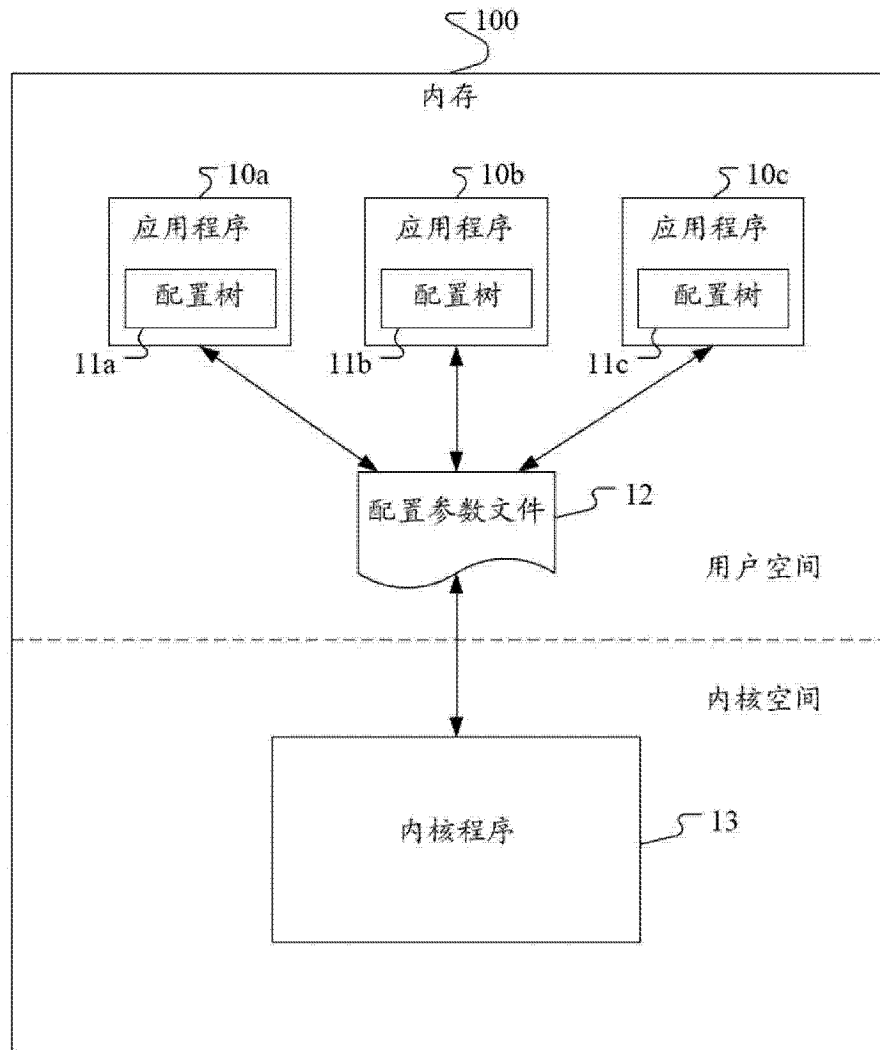 100
内存
10a
10b
10c
应用程序
应用程序
应用程序
配置树
配置树
配置树
11a
11b
11c
配置参数文件
12
用户空间
内核空间
内核程序
13